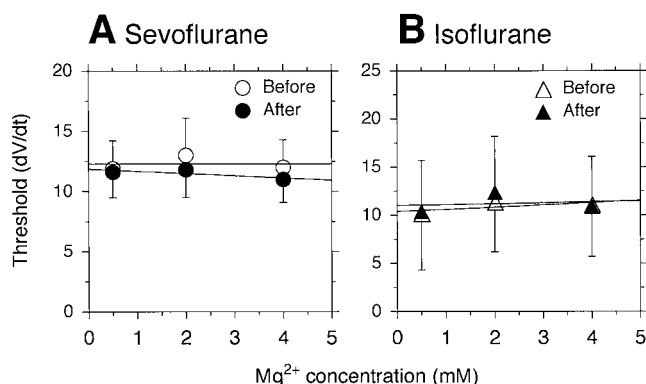 A Sevoflurane
B Isoflurane
Threshold (dV/dt)
20
15
10
5
0
Before
After
0 1 2 3 4 5
25
20
15
10
5
0
Before
After
0 1 2 3 4 5
Mg2+ concentration (mM)